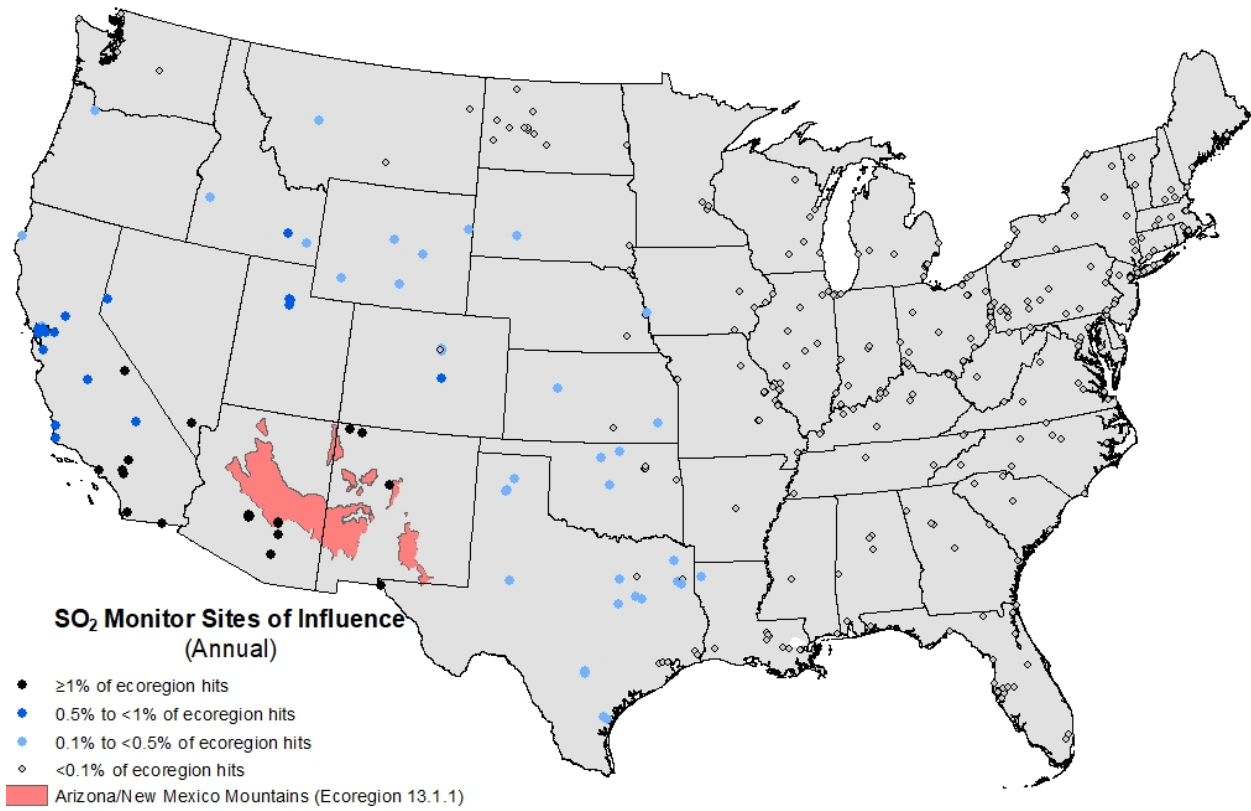 SO₂ Monitor Sites of Influence
(Annual)
≥1% of ecoregion hits
0.5% to <1% of ecoregion hits
0.1% to <0.5% of ecoregion hits
<0.1% of ecoregion hits
Arizona/New Mexico Mountains (Ecoregion 13.1.1)